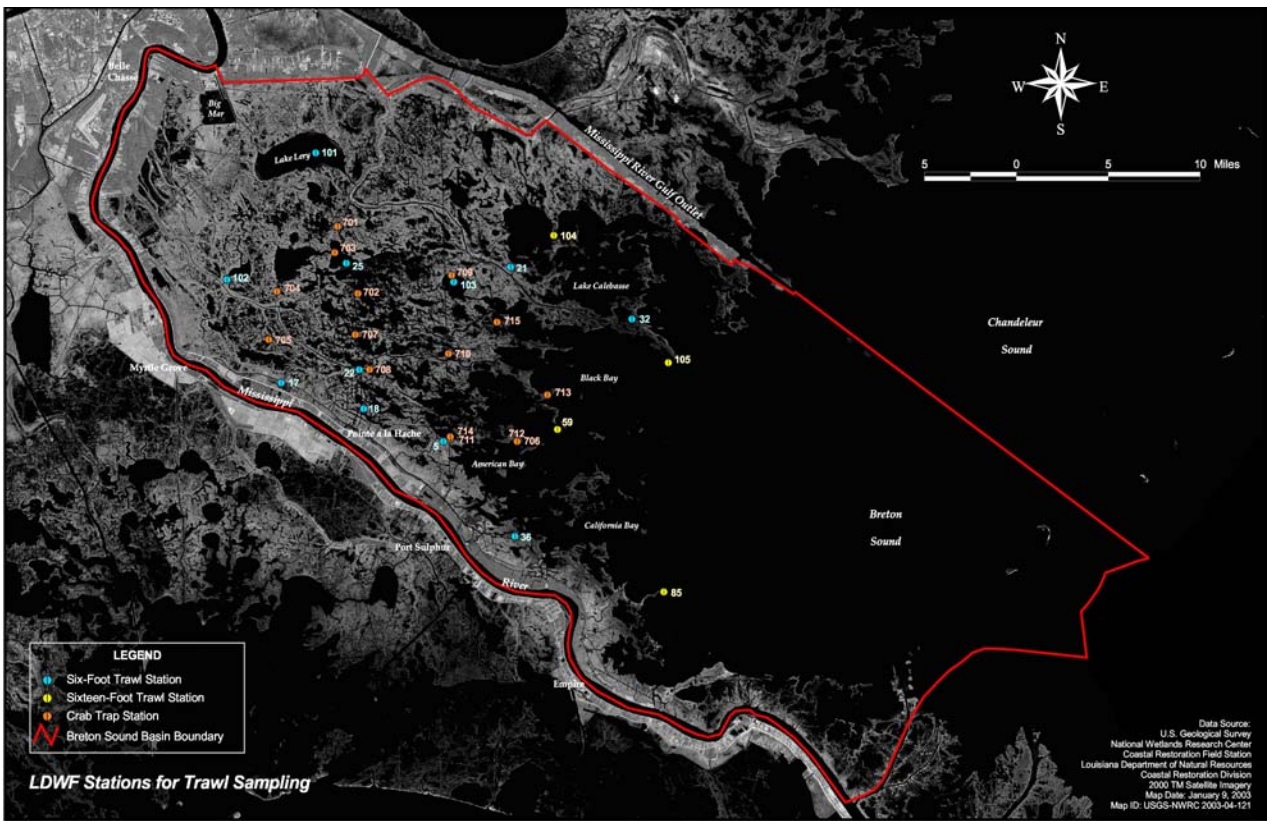 Belle
Chasse
Big
Mar
N
W
E
S
5
0
5
10
Miles
Lake Lery
101
Mississippi River Gulf Outlet
701
104
703
25
21
102
709
103
704
702
Lake Calebasse
32
715
Chandeleur
Sound
705
707
710
105
Myrtle Grove
22
708
Black Bay
17
713
Mississippi
18
59
Pointe a la Hache
714
711
5
712
706
American Bay
Breton
Sound
California Bay
36
Port Sulphur
River
85
Empire
LEGEND
Six-Foot Trawl Station
Sixteen-Foot Trawl Station
Crab Trap Station
Breton Sound Basin Boundary
LDWF Stations for Trawl Sampling
Data Source:
U.S. Geological Survey
National Wetlands Research Center
Coastal Restoration Field Station
Louisiana Department of Natural Resources
Coastal Restoration Division
2000 TM Satellite Imagery
Map Date: January 9, 2003
Map ID: USGS-NWRC 2003-04-121